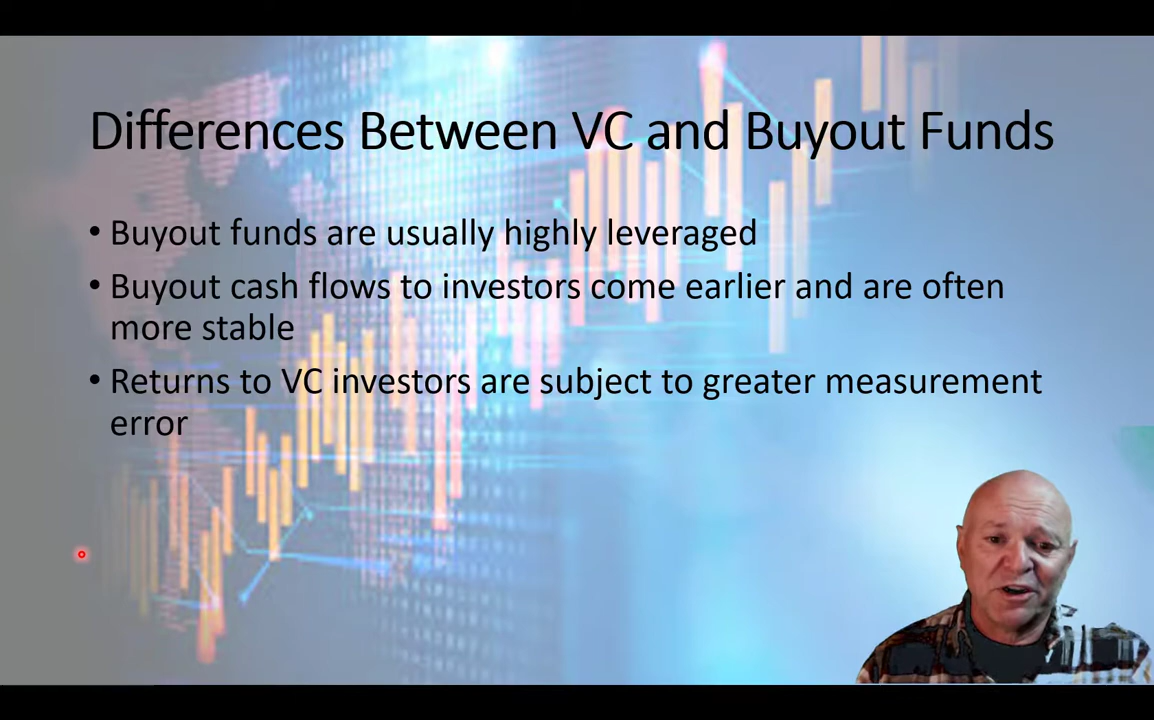 Differences Between VC and Buyout Funds
• Buyout funds are usually highly leveraged
• Buyout cash flows to investors come earlier and are often
more stable
• Returns to VC investors are subject to greater measurement
error